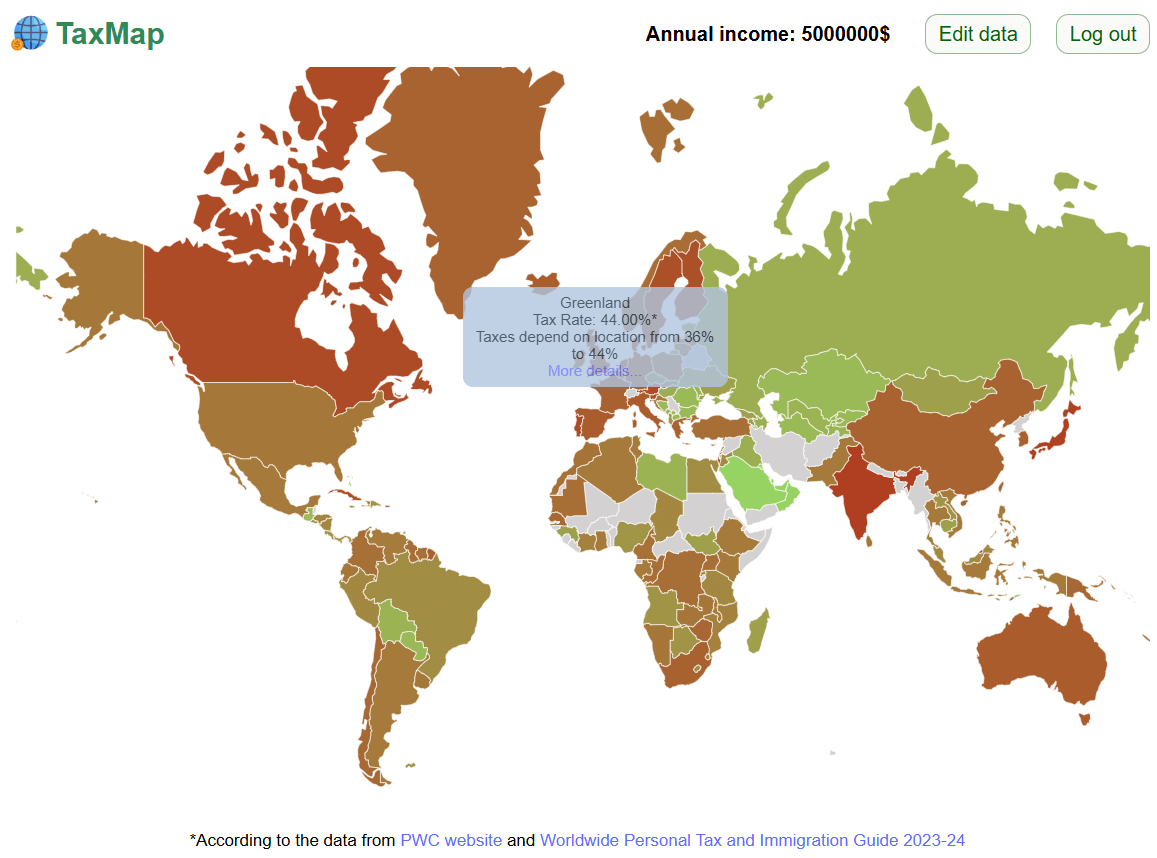 TaxMap
Annual income: 5000000$
Edit data
Log out
Greenland
Tax Rate: 44.00%*
Taxes depend on location from 36%
to 44%
More details...
*According to the data from PWC website and Worldwide Personal Tax and Immigration Guide 2023-24